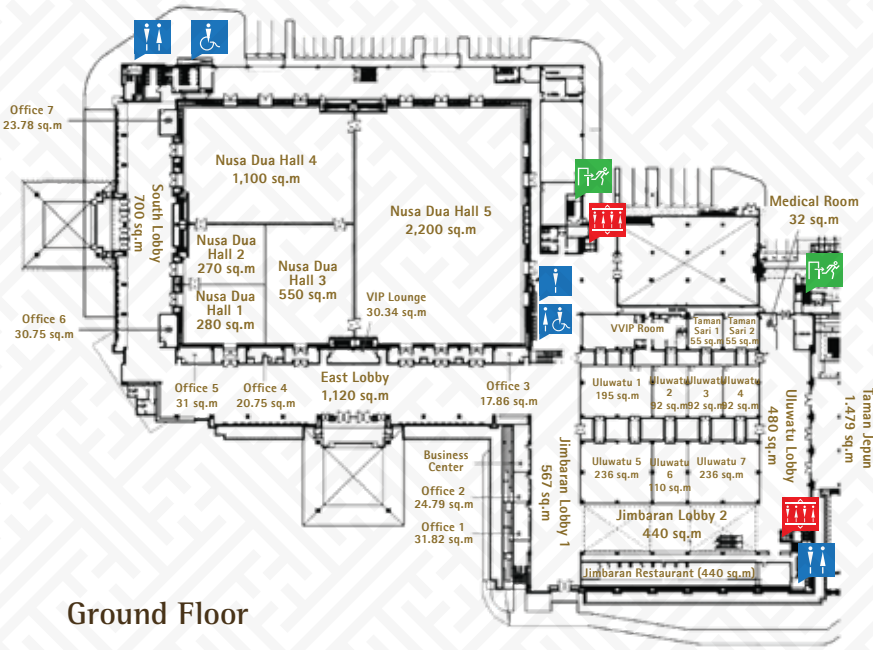 Office 7
23.78 sq.m
Nusa Dua Hall 4
1,100 sq.m
Nusa Dua Hall 5
2,200 sq.m
South Lobby
700 sq.m
Medical Room
32 sq.m
Nusa Dua
Hall 2
270 sq.m
Nusa Dua
Hall 3
550 sq.m
Nusa Dua
Hall 1
280 sq.m
VIP Lounge
30.34 sq.m
Office 6
30.75 sq.m
VVIP Room
Taman
Sari 1
55 sq.m
Taman
Sari 2
55 sq.m
Office 5
31 sq.m
Office 4
20.75 sq.m
East Lobby
1,120 sq.m
Office 3
17.86 sq.m
Uluwatu 1
195 sq.m
Uluwatu
2
92 sq.m
Uluwatu
3
92 sq.m
Uluwatu
4
92 sq.m
Uluwatu Lobby
480 sq.m
Taman Jepun
1.479 sq.m
Business
Center
Office 2
24.79 sq.m
Office 1
31.82 sq.m
Jimbaran Lobby 1
567 sq.m
Uluwatu 5
236 sq.m
Uluwatu
6
110 sq.m
Uluwatu 7
236 sq.m
Jimbaran Lobby 2
440 sq.m
Jimbaran Restaurant (440 sq.m)
Ground Floor